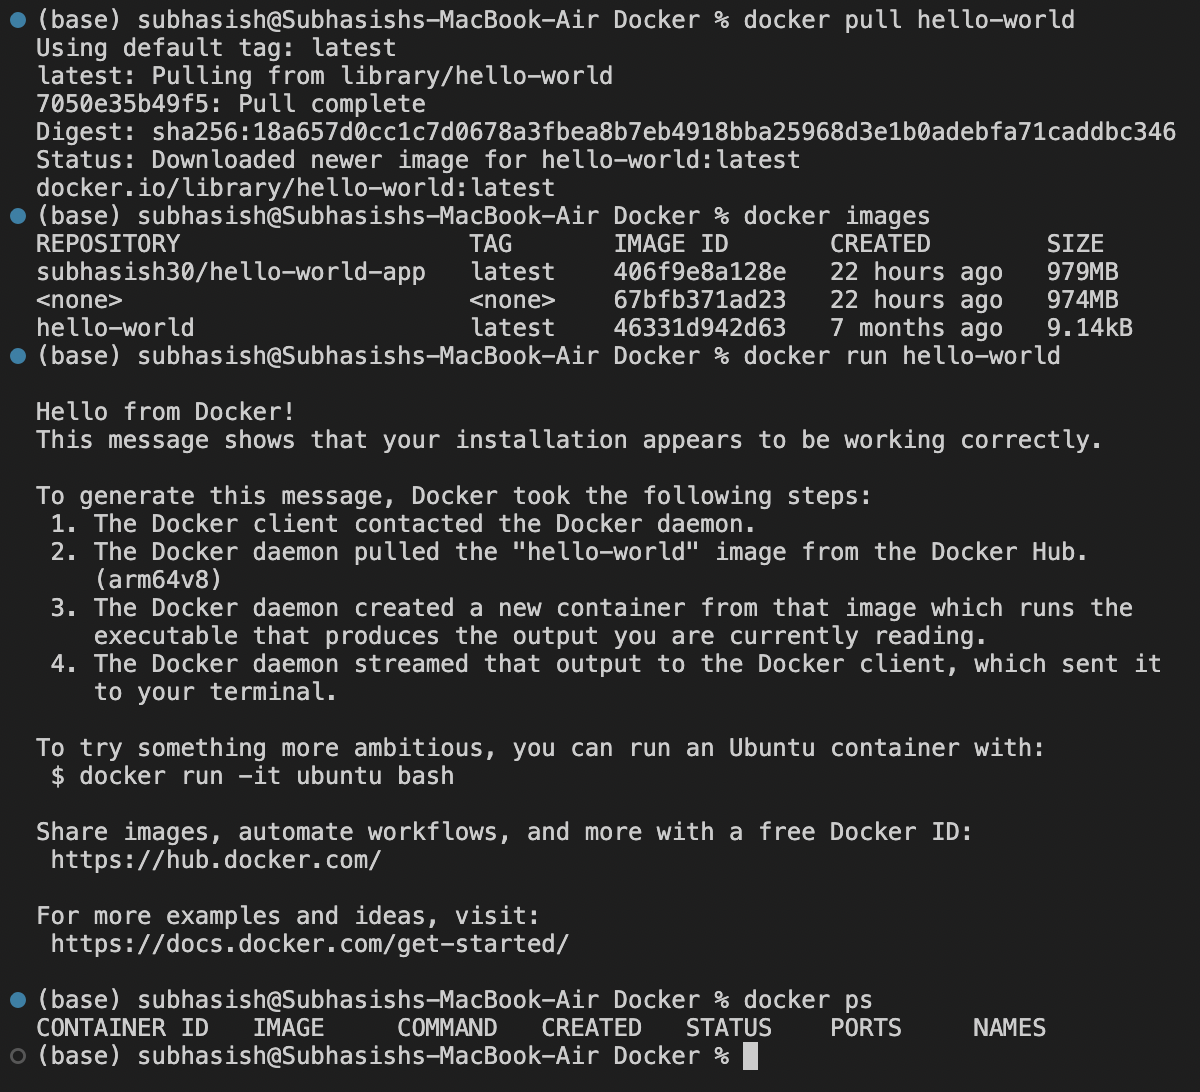 (base) subhasish@Subhasishs-MacBook-Air Docker % docker pull hello-world
Using default tag: latest
latest: Pulling from library/hello-world
7050e35b49f5: Pull complete
Digest: sha256:18a657d0cc1c7d0678a3fbea8b7eb4918bba25968d3e1b0adebfa71caddbc346
Status: Downloaded newer image for hello-world:latest
docker.io/library/hello-world:latest
(base) subhasish@Subhasishs-MacBook-Air Docker % docker images
REPOSITORY                    TAG       IMAGE ID       CREATED        SIZE
subhasish30/hello-world-app   latest    406f9e8a128e   22 hours ago   979MB
<none>                        <none>    67bfb371ad23   22 hours ago   974MB
hello-world                   latest    46331d942d63   7 months ago   9.14kB
(base) subhasish@Subhasishs-MacBook-Air Docker % docker run hello-world
Hello from Docker!
This message shows that your installation appears to be working correctly.
To generate this message, Docker took the following steps:
 1. The Docker client contacted the Docker daemon.
 2. The Docker daemon pulled the "hello-world" image from the Docker Hub.
    (arm64v8)
 3. The Docker daemon created a new container from that image which runs the
    executable that produces the output you are currently reading.
 4. The Docker daemon streamed that output to the Docker client, which sent it
    to your terminal.
To try something more ambitious, you can run an Ubuntu container with:
 $ docker run -it ubuntu bash
Share images, automate workflows, and more with a free Docker ID:
 https://hub.docker.com/
For more examples and ideas, visit:
 https://docs.docker.com/get-started/
(base) subhasish@Subhasishs-MacBook-Air Docker % docker ps
CONTAINER ID   IMAGE     COMMAND   CREATED   STATUS    PORTS     NAMES
(base) subhasish@Subhasishs-MacBook-Air Docker %